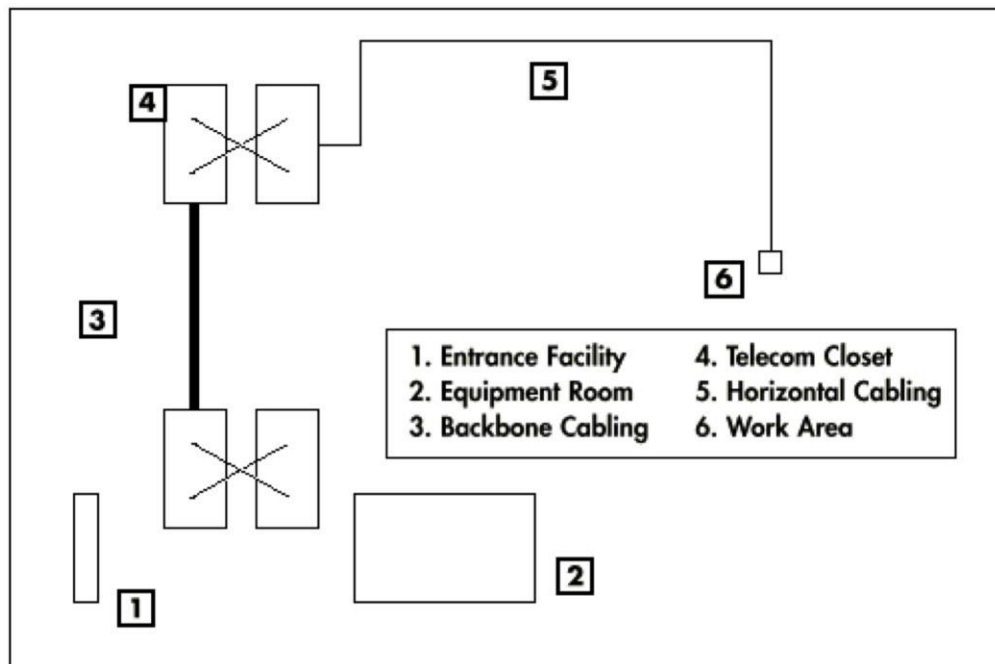 5
4
6
3
1. Entrance Facility 4. Telecom Closet
2. Equipment Room 5. Horizontal Cabling
3. Backbone Cabling 6. Work Area
2
1